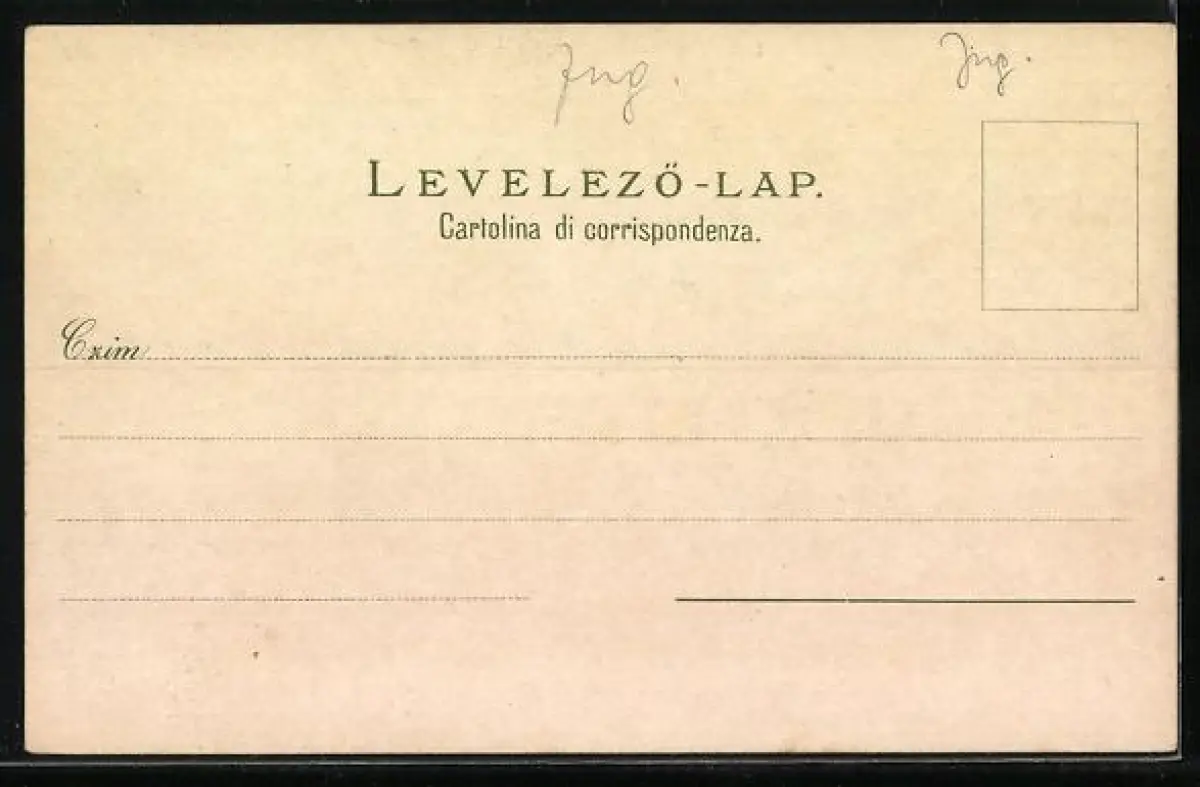 Jng. Jng.
LEVELEZŐ-LAP.
Cartolina di corrispondenza.
Czim